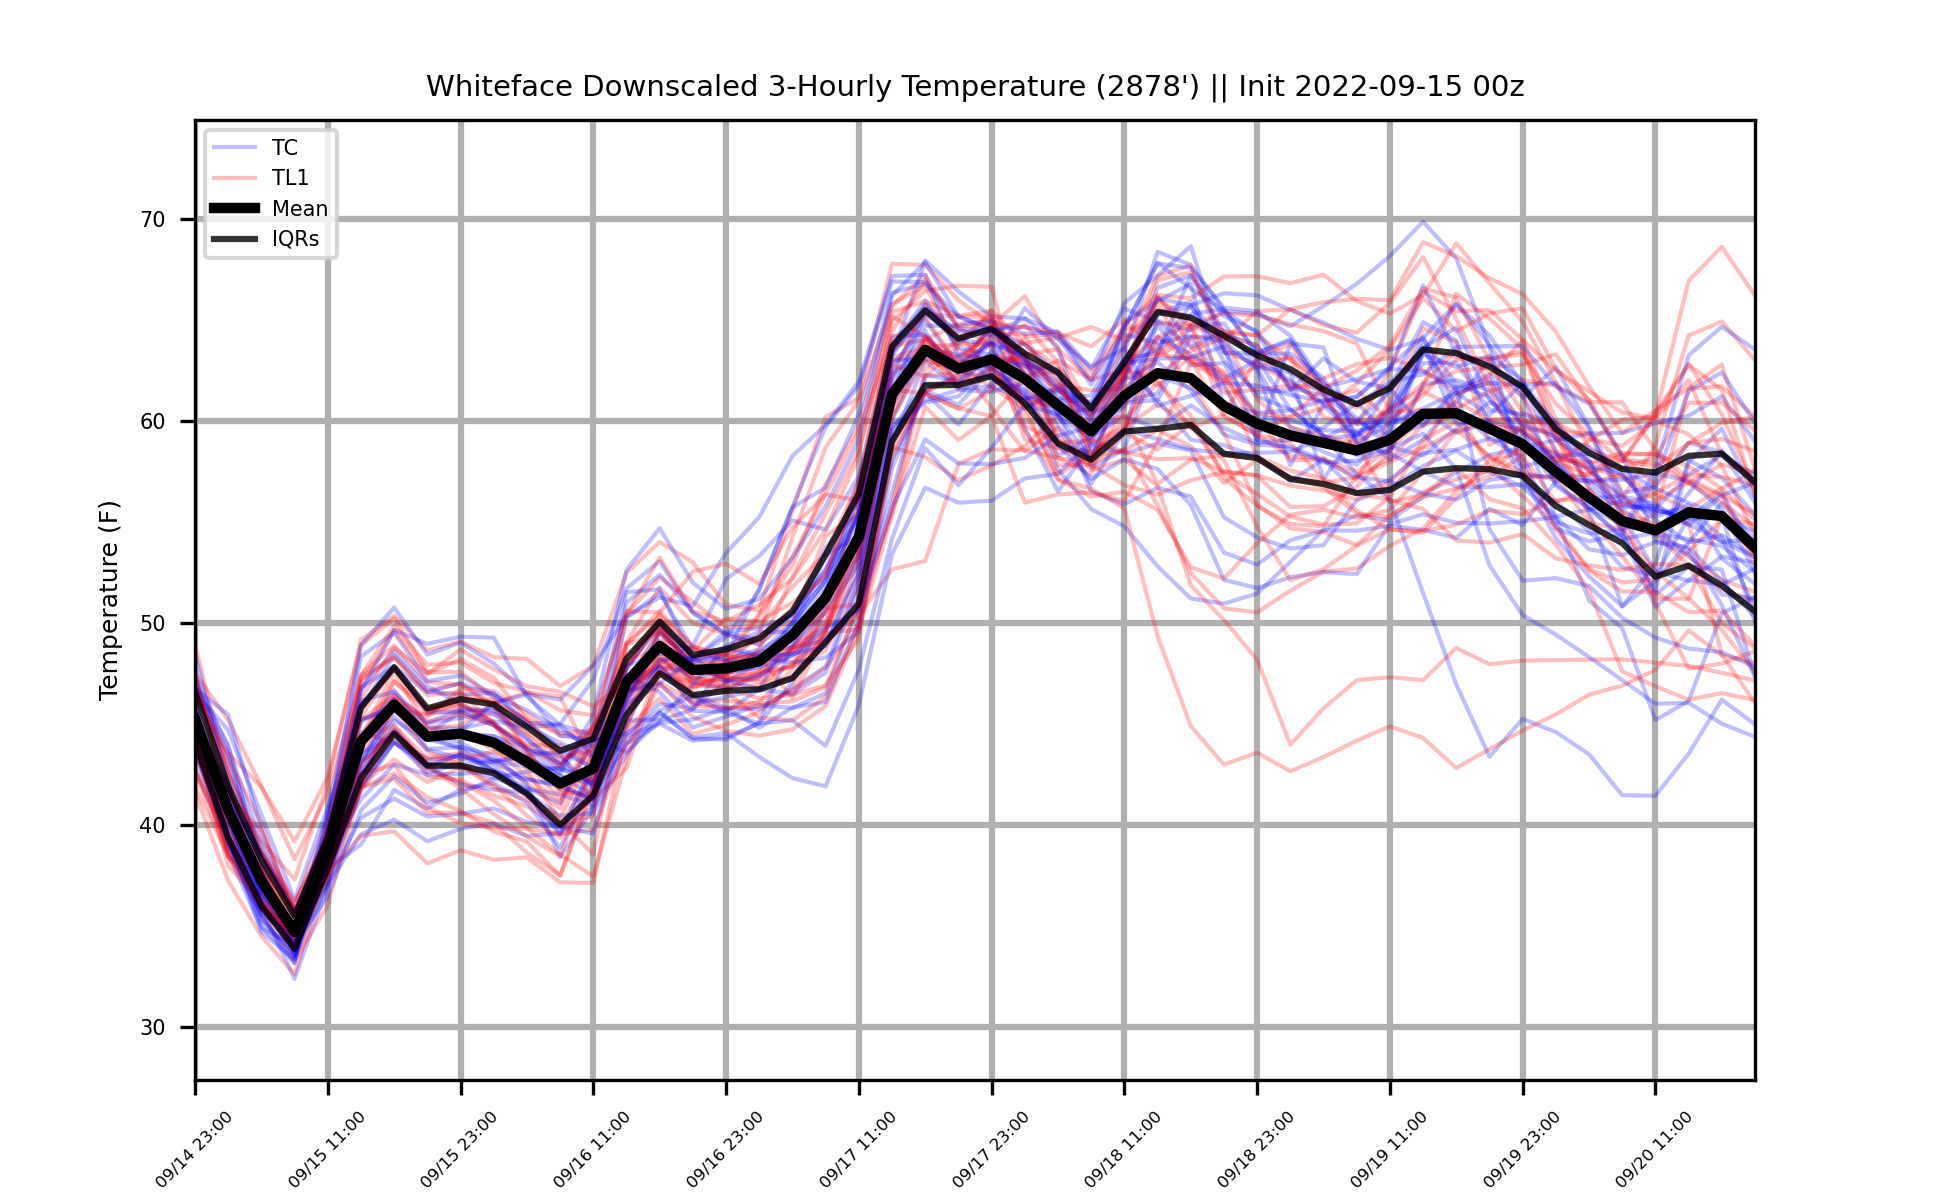 Whiteface Downscaled 3-Hourly Temperature (2878') || Init 2022-09-15 00z
TC
TL1
Mean
IQRs
Temperature (F)
70
60
50
40
30
09/14 23:00
09/15 11:00
09/15 23:00
09/16 11:00
09/16 23:00
09/17 11:00
09/17 23:00
09/18 11:00
09/18 23:00
09/19 11:00
09/19 23:00
09/20 11:00